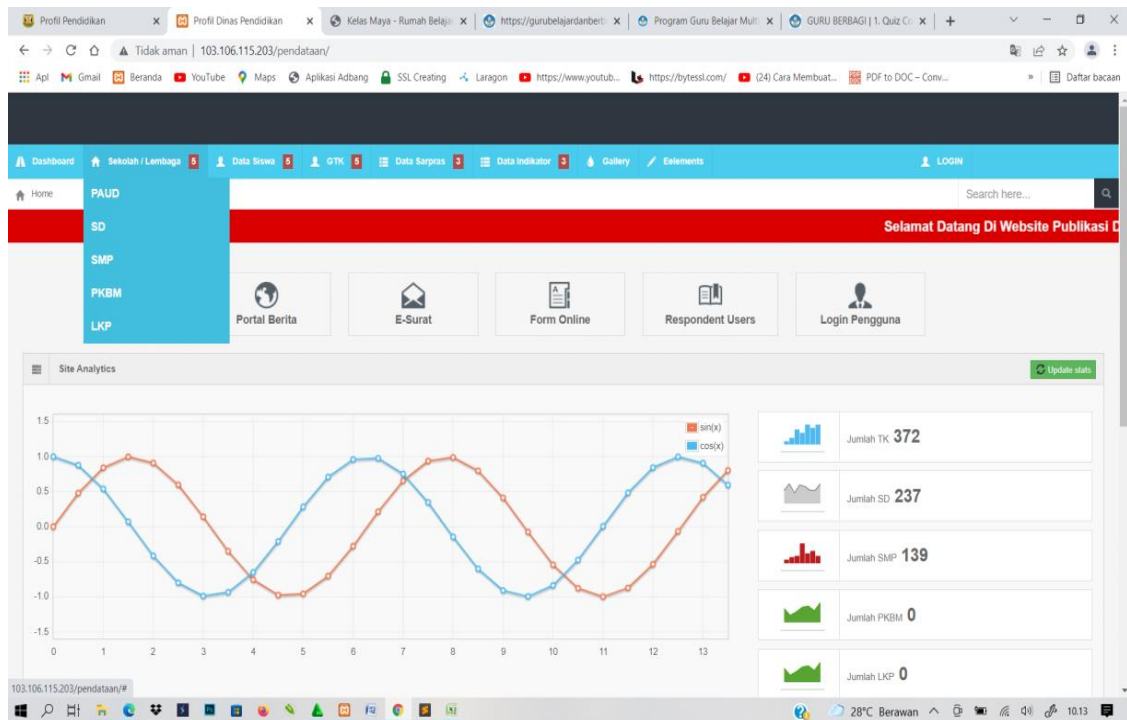 Profil Pendidikan
Profil Dinas Pendidikan
Kelas Maya - Rumah Belaja
https://gurubelajardanberb
Program Guru Belajar Mult
GURU BERBAGI | 1. Quiz C
Tidak aman | 103.106.115.203/pendataan/
Apl Gmail Beranda YouTube Maps Aplikasi Adbang SSL Creating Laragon https://www.youtub... https://bytessl.com/ (24) Cara Membuat... PDF to DOC – Conv... » Daftar bacaan
Dashboard Sekolah / Lembaga 5 Data Siswa 5 GTK 5 Data Sarpras 3 Data Indikator 3 Gallery Eelements LOGIN
Home Search here...
PAUD
SD
SMP
PKBM
LKP
Selamat Datang Di Website Publikasi D
Portal Berita
E-Surat
Form Online
Respondent Users
Login Pengguna
Site Analytics
Update stats
1.5
1.0
0.5
0.0
-0.5
-1.0
-1.5
0 1 2 3 4 5 6 7 8 9 10 11 12 13
sin(x)
cos(x)
Jumlah TK 372
Jumlah SD 237
Jumlah SMP 139
Jumlah PKBM 0
Jumlah LKP 0
103.106.115.203/pendataan/#
28°C Berawan 10.13